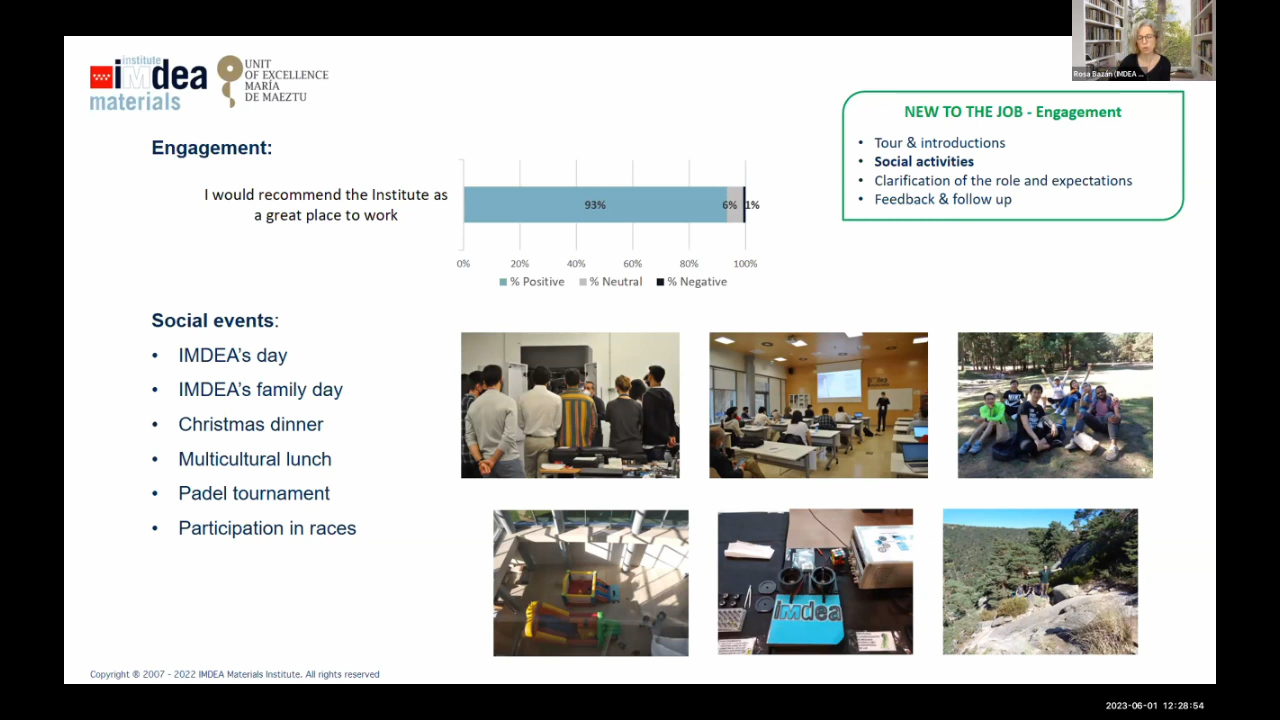 institute
imdea
materials
UNIT
OF EXCELLENCE
MARÍA
DE MAEZTU
Rosa Bazán (IMDEA ...
NEW TO THE JOB - Engagement
• Tour & introductions
• Social activities
• Clarification of the role and expectations
• Feedback & follow up
Engagement:
I would recommend the Institute as
a great place to work
93% 6% 1%
0% 20% 40% 60% 80% 100%
% Positive % Neutral % Negative
Social events:
• IMDEA's day
• IMDEA's family day
• Christmas dinner
• Multicultural lunch
• Padel tournament
• Participation in races
imdea
imdea
Copyright ® 2007 - 2022 IMDEA Materials Institute. All rights reserved
2023-06-01 12:28:54